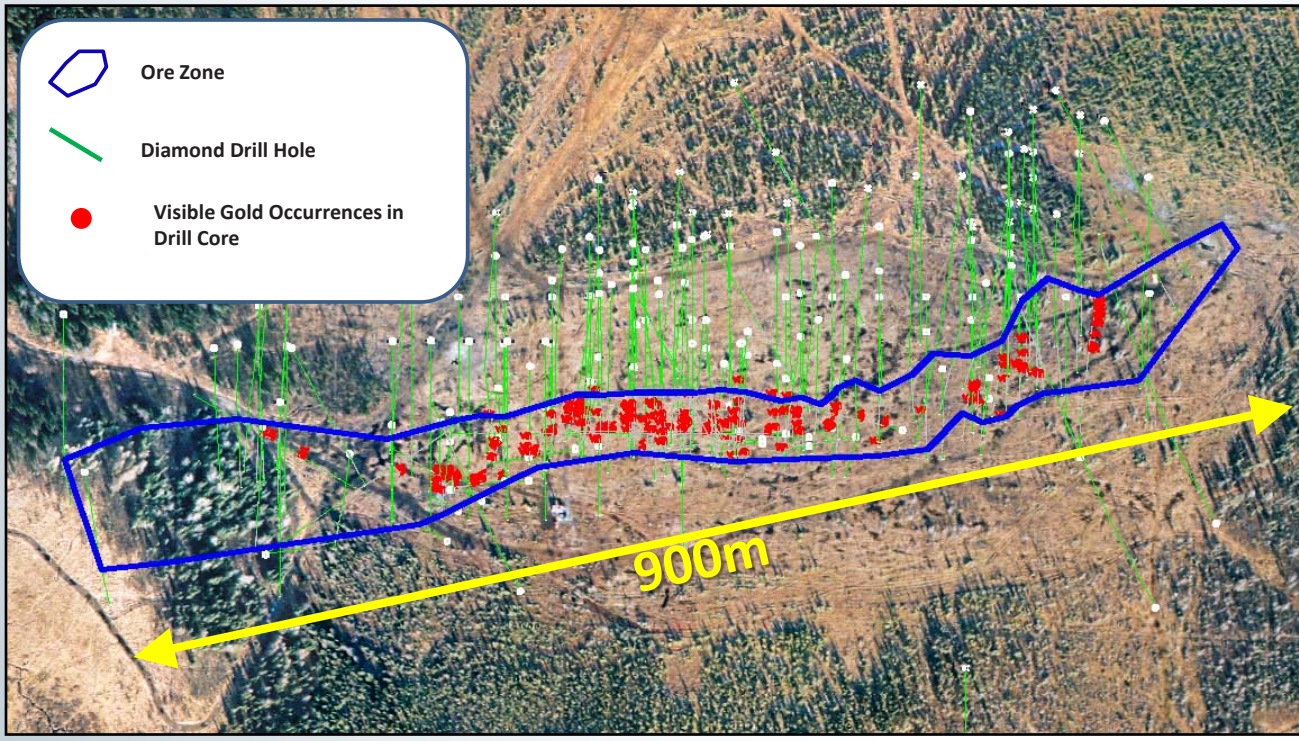 Ore Zone
Diamond Drill Hole
Visible Gold Occurrences in
Drill Core
900m